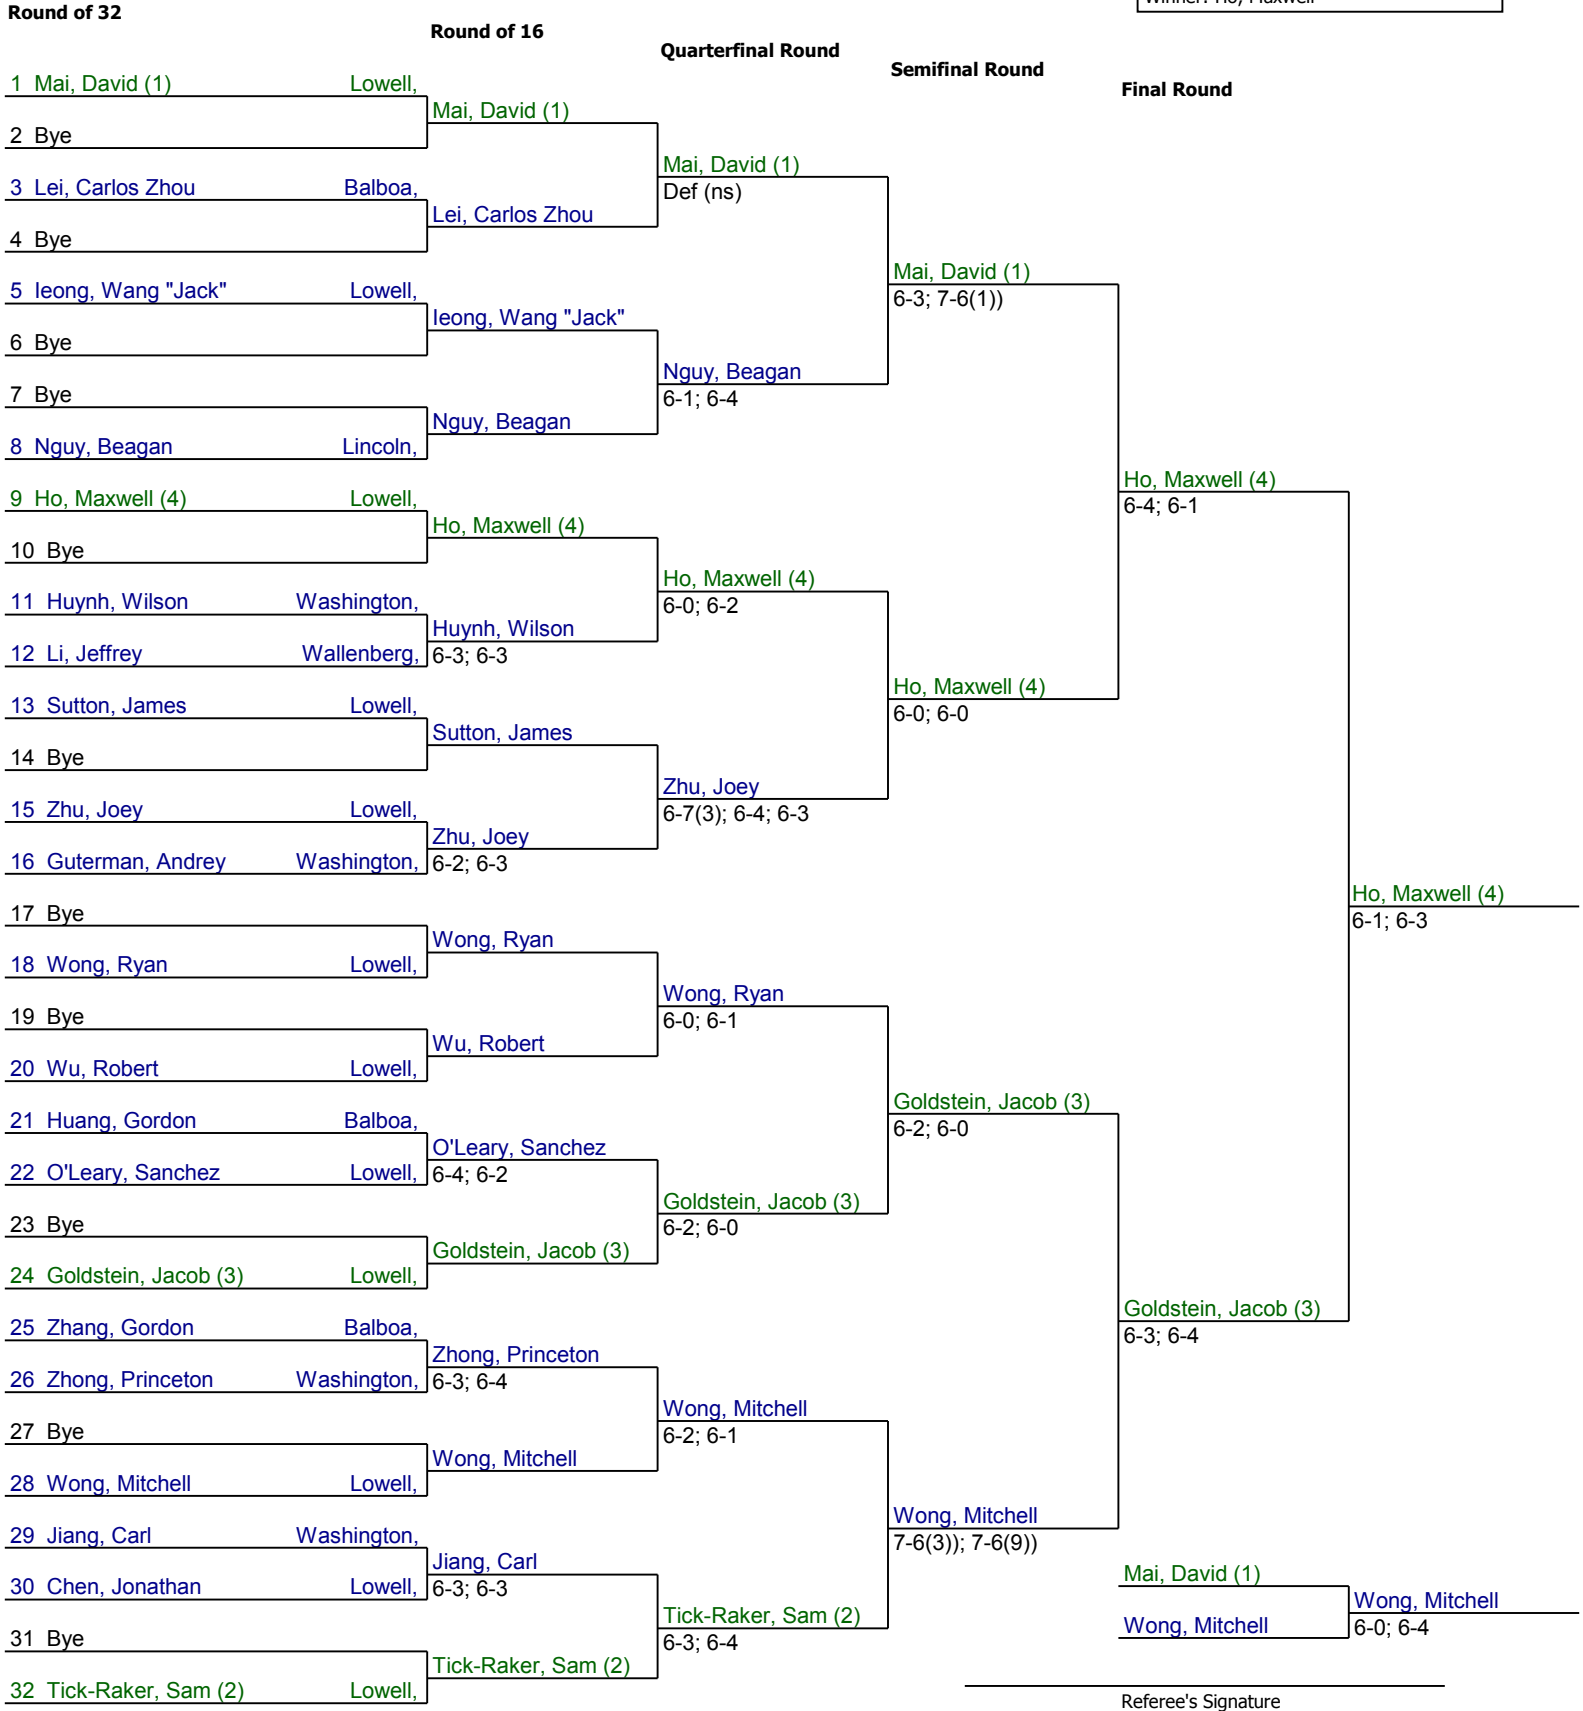 Winner: Ho, Maxwell
Round of 32
Round of 16
Quarterfinal Round
Semifinal Round
Final Round
1 Mai, David (1) Lowell,
Mai, David (1)
2 Bye
Mai, David (1)
Def (ns)
3 Lei, Carlos Zhou Balboa,
Lei, Carlos Zhou
4 Bye
Mai, David (1)
6-3; 7-6(1))
5 Ieong, Wang "Jack" Lowell,
Ieong, Wang "Jack"
6 Bye
Nguy, Beagan
6-1; 6-4
7 Bye
Nguy, Beagan
8 Nguy, Beagan Lincoln,
Ho, Maxwell (4)
6-4; 6-1
9 Ho, Maxwell (4) Lowell,
Ho, Maxwell (4)
10 Bye
Ho, Maxwell (4)
6-0; 6-2
11 Huynh, Wilson Washington,
Huynh, Wilson
12 Li, Jeffrey Wallenberg,
6-3; 6-3
Ho, Maxwell (4)
6-0; 6-0
13 Sutton, James Lowell,
Sutton, James
14 Bye
Zhu, Joey
6-7(3); 6-4; 6-3
15 Zhu, Joey Lowell,
Zhu, Joey
16 Guterman, Andrey Washington,
6-2; 6-3
Ho, Maxwell (4)
6-1; 6-3
17 Bye
Wong, Ryan
18 Wong, Ryan Lowell,
Wong, Ryan
6-0; 6-1
19 Bye
Wu, Robert
20 Wu, Robert Lowell,
Goldstein, Jacob (3)
6-2; 6-0
21 Huang, Gordon Balboa,
O'Leary, Sanchez
22 O'Leary, Sanchez Lowell,
6-4; 6-2
Goldstein, Jacob (3)
6-2; 6-0
23 Bye
Goldstein, Jacob (3)
24 Goldstein, Jacob (3) Lowell,
Goldstein, Jacob (3)
6-3; 6-4
25 Zhang, Gordon Balboa,
Zhong, Princeton
26 Zhong, Princeton Washington,
6-3; 6-4
Wong, Mitchell
6-2; 6-1
27 Bye
Wong, Mitchell
28 Wong, Mitchell Lowell,
Wong, Mitchell
7-6(3)); 7-6(9))
29 Jiang, Carl Washington,
Jiang, Carl
30 Chen, Jonathan Lowell,
6-3; 6-3
Tick-Raker, Sam (2)
6-3; 6-4
31 Bye
Tick-Raker, Sam (2)
32 Tick-Raker, Sam (2) Lowell,
Mai, David (1)
Wong, Mitchell
Wong, Mitchell
6-0; 6-4
Referee's Signature